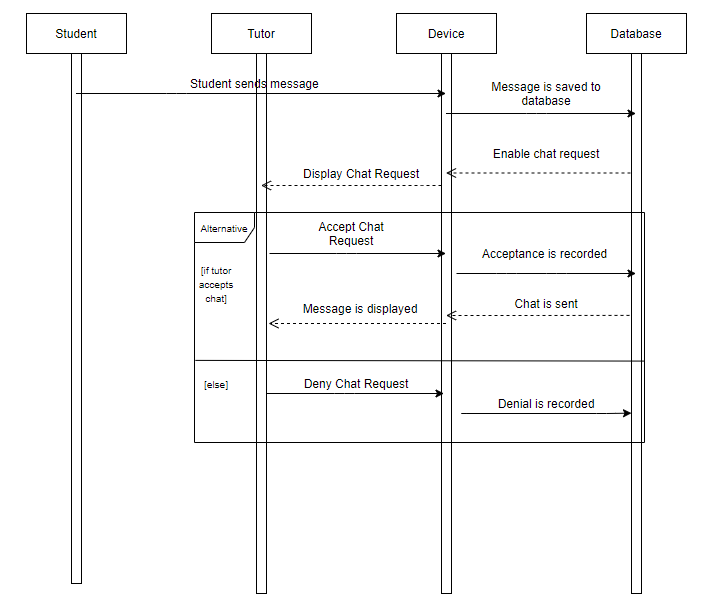 Student
Tutor
Device
Database
Student sends message
Message is saved to
database
Enable chat request
Display Chat Request
Alternative
Accept Chat
Request
Acceptance is recorded
[if tutor
accepts
chat]
Chat is sent
Message is displayed
[else]
Deny Chat Request
Denial is recorded